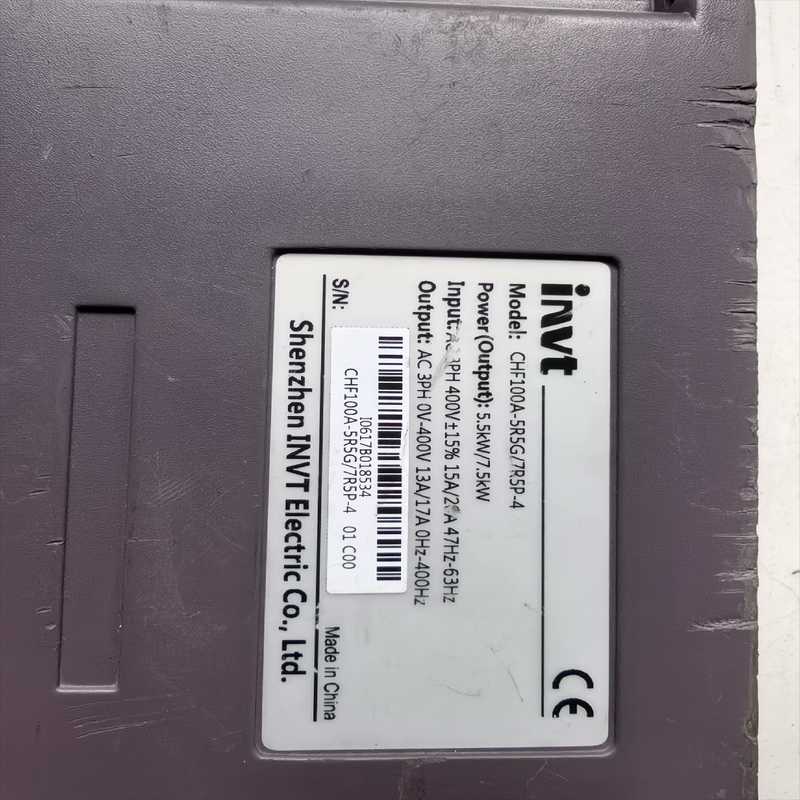 invt
CE
Model: CHF100A-5R5G/7R5P-4
Power(Output): 5.5kW/7.5kW
Input: AC 3PH 400V±15% 15A/ 47Hz-63Hz
Output: AC 3PH 0V-400V 13A/17A 0Hz-400Hz
S/N:
I0617B018534
CHF100A-5R5G/7R5P-4 01 C00
Made in China
Shenzhen INVT Electric Co., Ltd.